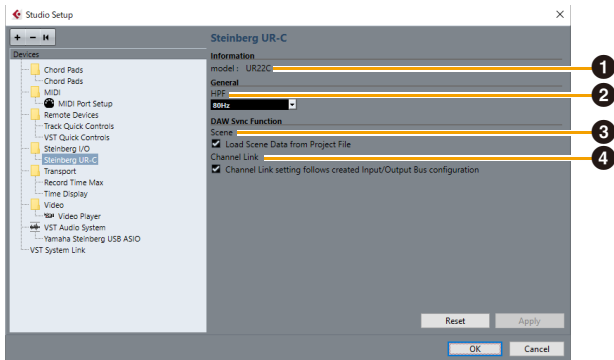 Studio Setup
+ −
Devices
Chord Pads
Chord Pads
MIDI
MIDI Port Setup
Remote Devices
Track Quick Controls
VST Quick Controls
Steinberg I/O
Steinberg UR-C
Transport
Record Time Max
Time Display
Video
Video Player
VST Audio System
Yamaha Steinberg USB ASIO
VST System Link
Steinberg UR-C
Information
model : UR22C
1
General
HPF
2
80Hz
DAW Sync Function
Scene
3
Load Scene Data from Project File
Channel Link
4
Channel Link setting follows created Input/Output Bus configuration
Reset Apply
OK Cancel